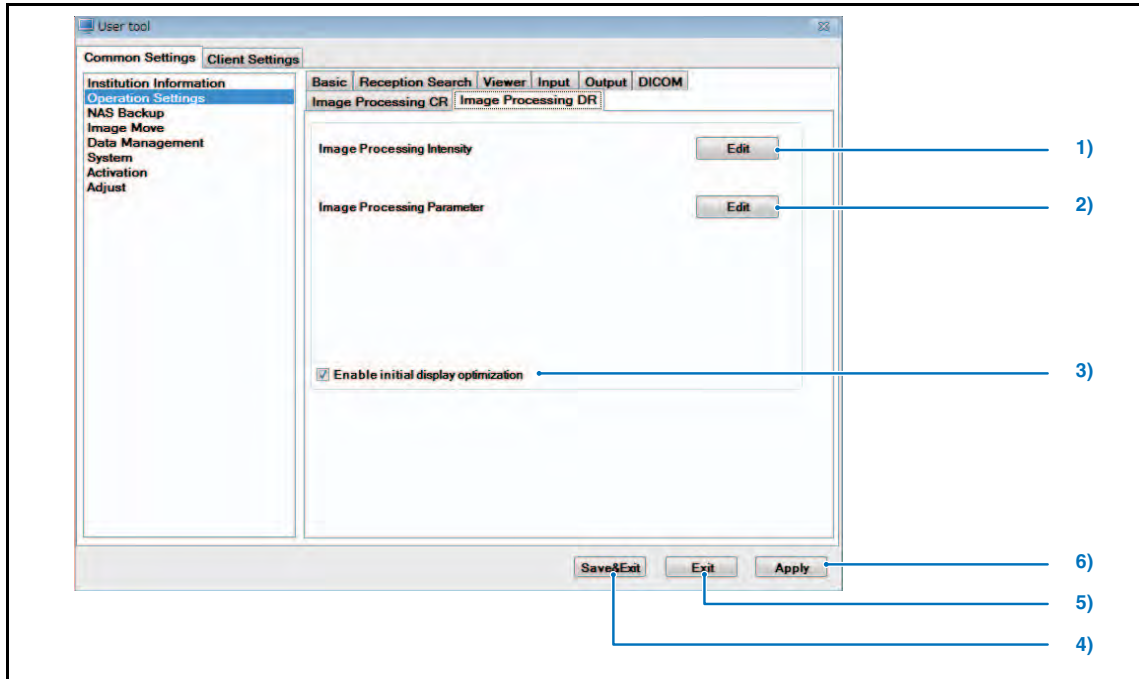 User tool
Common Settings Client Settings
Institution Information
Operation Settings
NAS Backup
Image Move
Data Management
System
Activation
Adjust
Basic Reception Search Viewer Input Output DICOM
Image Processing CR Image Processing DR
Image Processing Intensity Edit 1)
Image Processing Parameter Edit 2)
Enable initial display optimization 3)
Save&Exit Exit Apply 6)
5)
4)